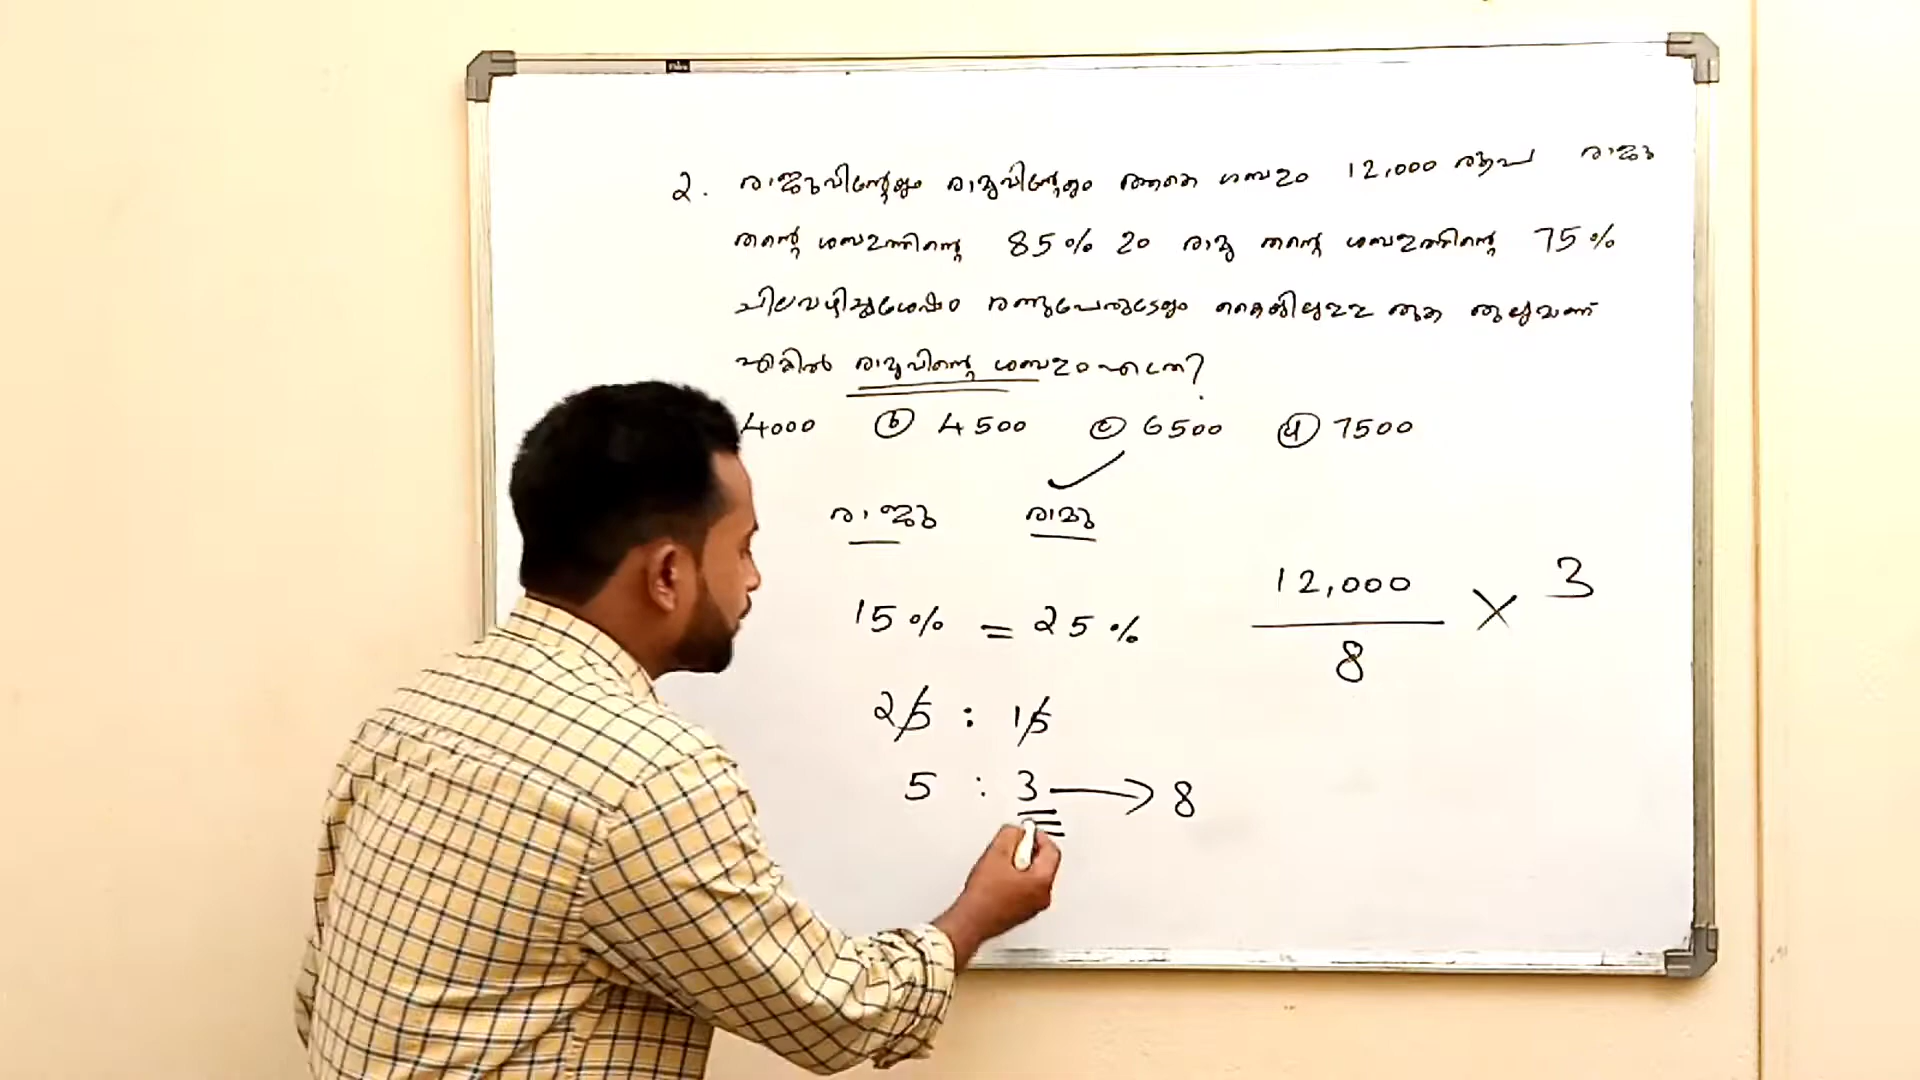 2. രാജുവിന്റേയും രാമുവിന്റേയും ആകെ ശമ്പളം 12,000 രൂപ രാജു
തന്റെ ശമ്പളത്തിന്റെ 85% ളം രാമു തന്റെ ശമ്പളത്തിന്റെ 75%
ചിലവഴിച്ചശേഷം രണ്ടുപേരുടേയും കൈയ്യിലുള്ള തുക തുല്യമാണ്
എങ്കിൽ രാമുവിന്റെ ശമ്പളം എത്ര?
4000 ⓑ 4500 ⓒ 6500 ⓓ 7500
രാജു രാമു
15% = 25%
12,000 / 8 × 3
25 : 15
5 : 3 → 8